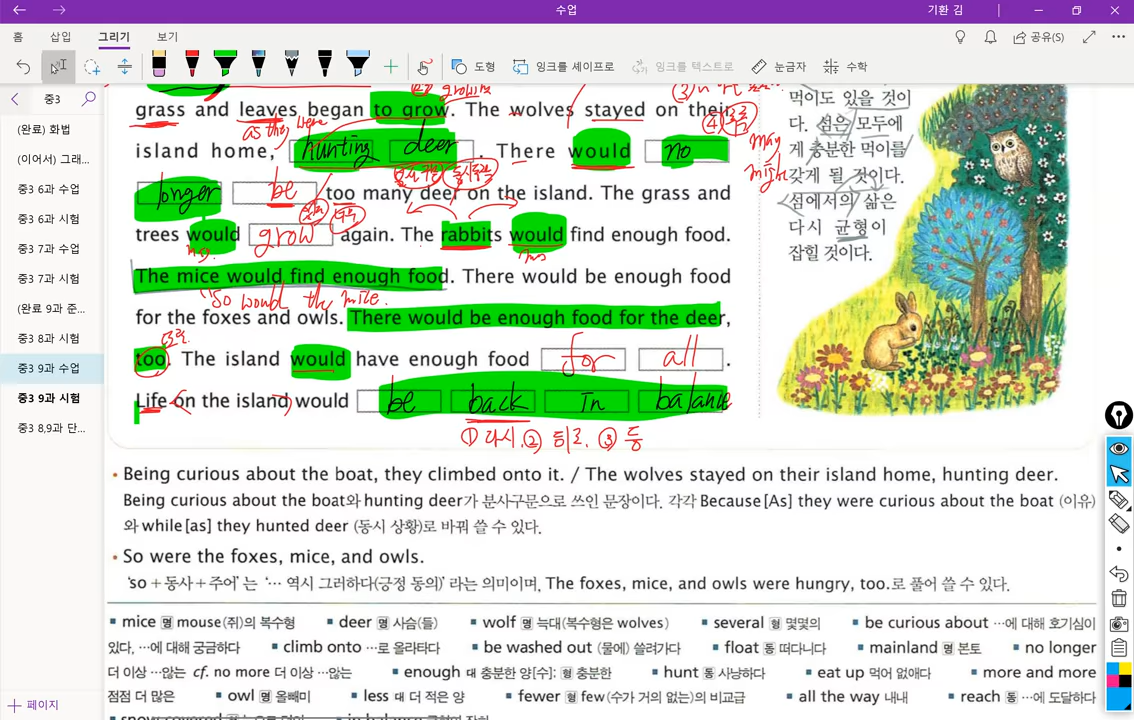 수업
기환 김
홈 삽입 그리기 보기
공유(S)
도형 잉크를 셰이프로 잉크를 텍스트로 눈금자 수학
중3
(완료) 화법
(이어서) 그래...
중3 6과 수업
중3 6과 시험
중3 7과 수업
중3 7과 시험
(완료 9과 준...
중3 8과 시험
중3 9과 수업
중3 9과 시험
중3 8,9과 단...
페이지
growing
grass and leaves began to grow. The wolves stayed on their
as they were
island home, hunting deer . There would no
may
might
longer be too many deer on the island. The grass and
trees would grow again. The rabbits would find enough food.
The mice would find enough food. There would be enough food
"So would the mice.
for the foxes and owls. There would be enough food for the deer,
too. The island would have enough food for all .
Life on the island would be back in balance
① 다시 ② 뒤로 ③ 등
먹이도 있을 것이
다. 섬은 모두에
게 충분한 먹이를
갖게 될 것이다.
섬에서의 삶은
다시 균형이
잡힐 것이다.
• Being curious about the boat, they climbed onto it. / The wolves stayed on their island home, hunting deer.
Being curious about the boat와 hunting deer가 분사구문으로 쓰인 문장이다. 각각 Because [As] they were curious about the boat (이유)
와 while [as] they hunted deer (동시 상황)로 바꿔 쓸 수 있다.
• So were the foxes, mice, and owls.
'so + 동사 + 주어'는 '… 역시 그러하다(긍정 동의)' 라는 의미이며, The foxes, mice, and owls were hungry, too.로 풀어 쓸 수 있다.
▪ mice 명 mouse(쥐)의 복수형 ▪ deer 명 사슴(들) ▪ wolf 명 늑대(복수형은 wolves) ▪ several 형 몇몇의 ▪ be curious about …에 대해 호기심이
있다, …에 대해 궁금하다 ▪ climb onto …로 올라타다 ▪ be washed out (물에) 쓸려가다 ▪ float 동 떠다니다 ▪ mainland 명 본토 ▪ no longer
더 이상 …않는 cf. no more 더 이상 …않는 ▪ enough 대 충분한 양[수]; 형 충분한 ▪ hunt 동 사냥하다 ▪ eat up 먹어 없애다 ▪ more and more
점점 더 많은 ▪ owl 명 올빼미 ▪ less 대 더 적은 양 ▪ fewer 형 few(수가 거의 없는)의 비교급 ▪ all the way 내내 ▪ reach 동 …에 도달하다